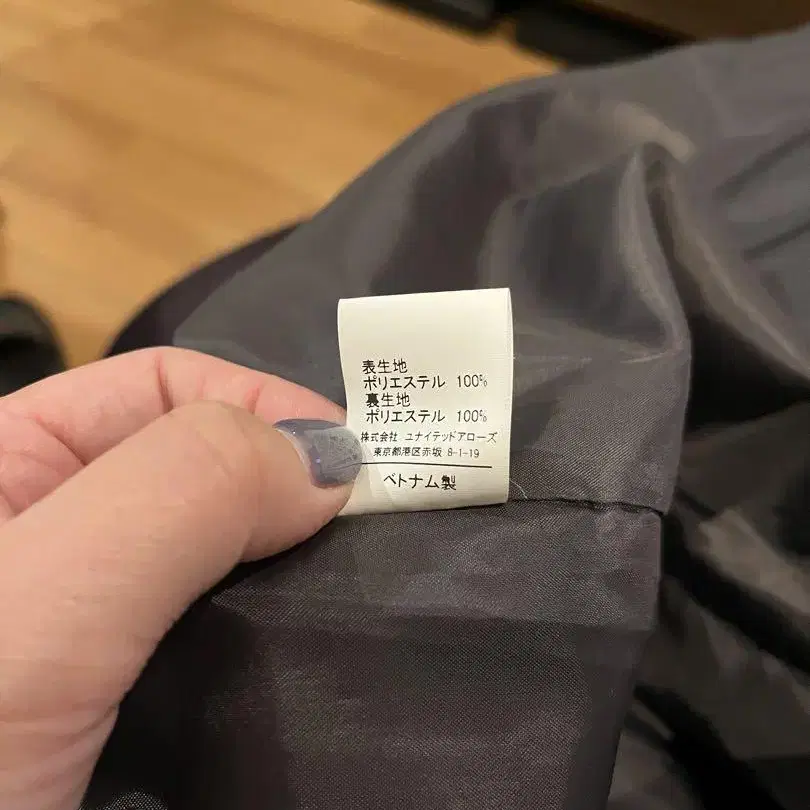 表生地
ポリエステル 100%
裏生地
ポリエステル 100%
株式会社 ユナイテッドアローズ
東京都港区赤坂 8-1-19
ベトナム製